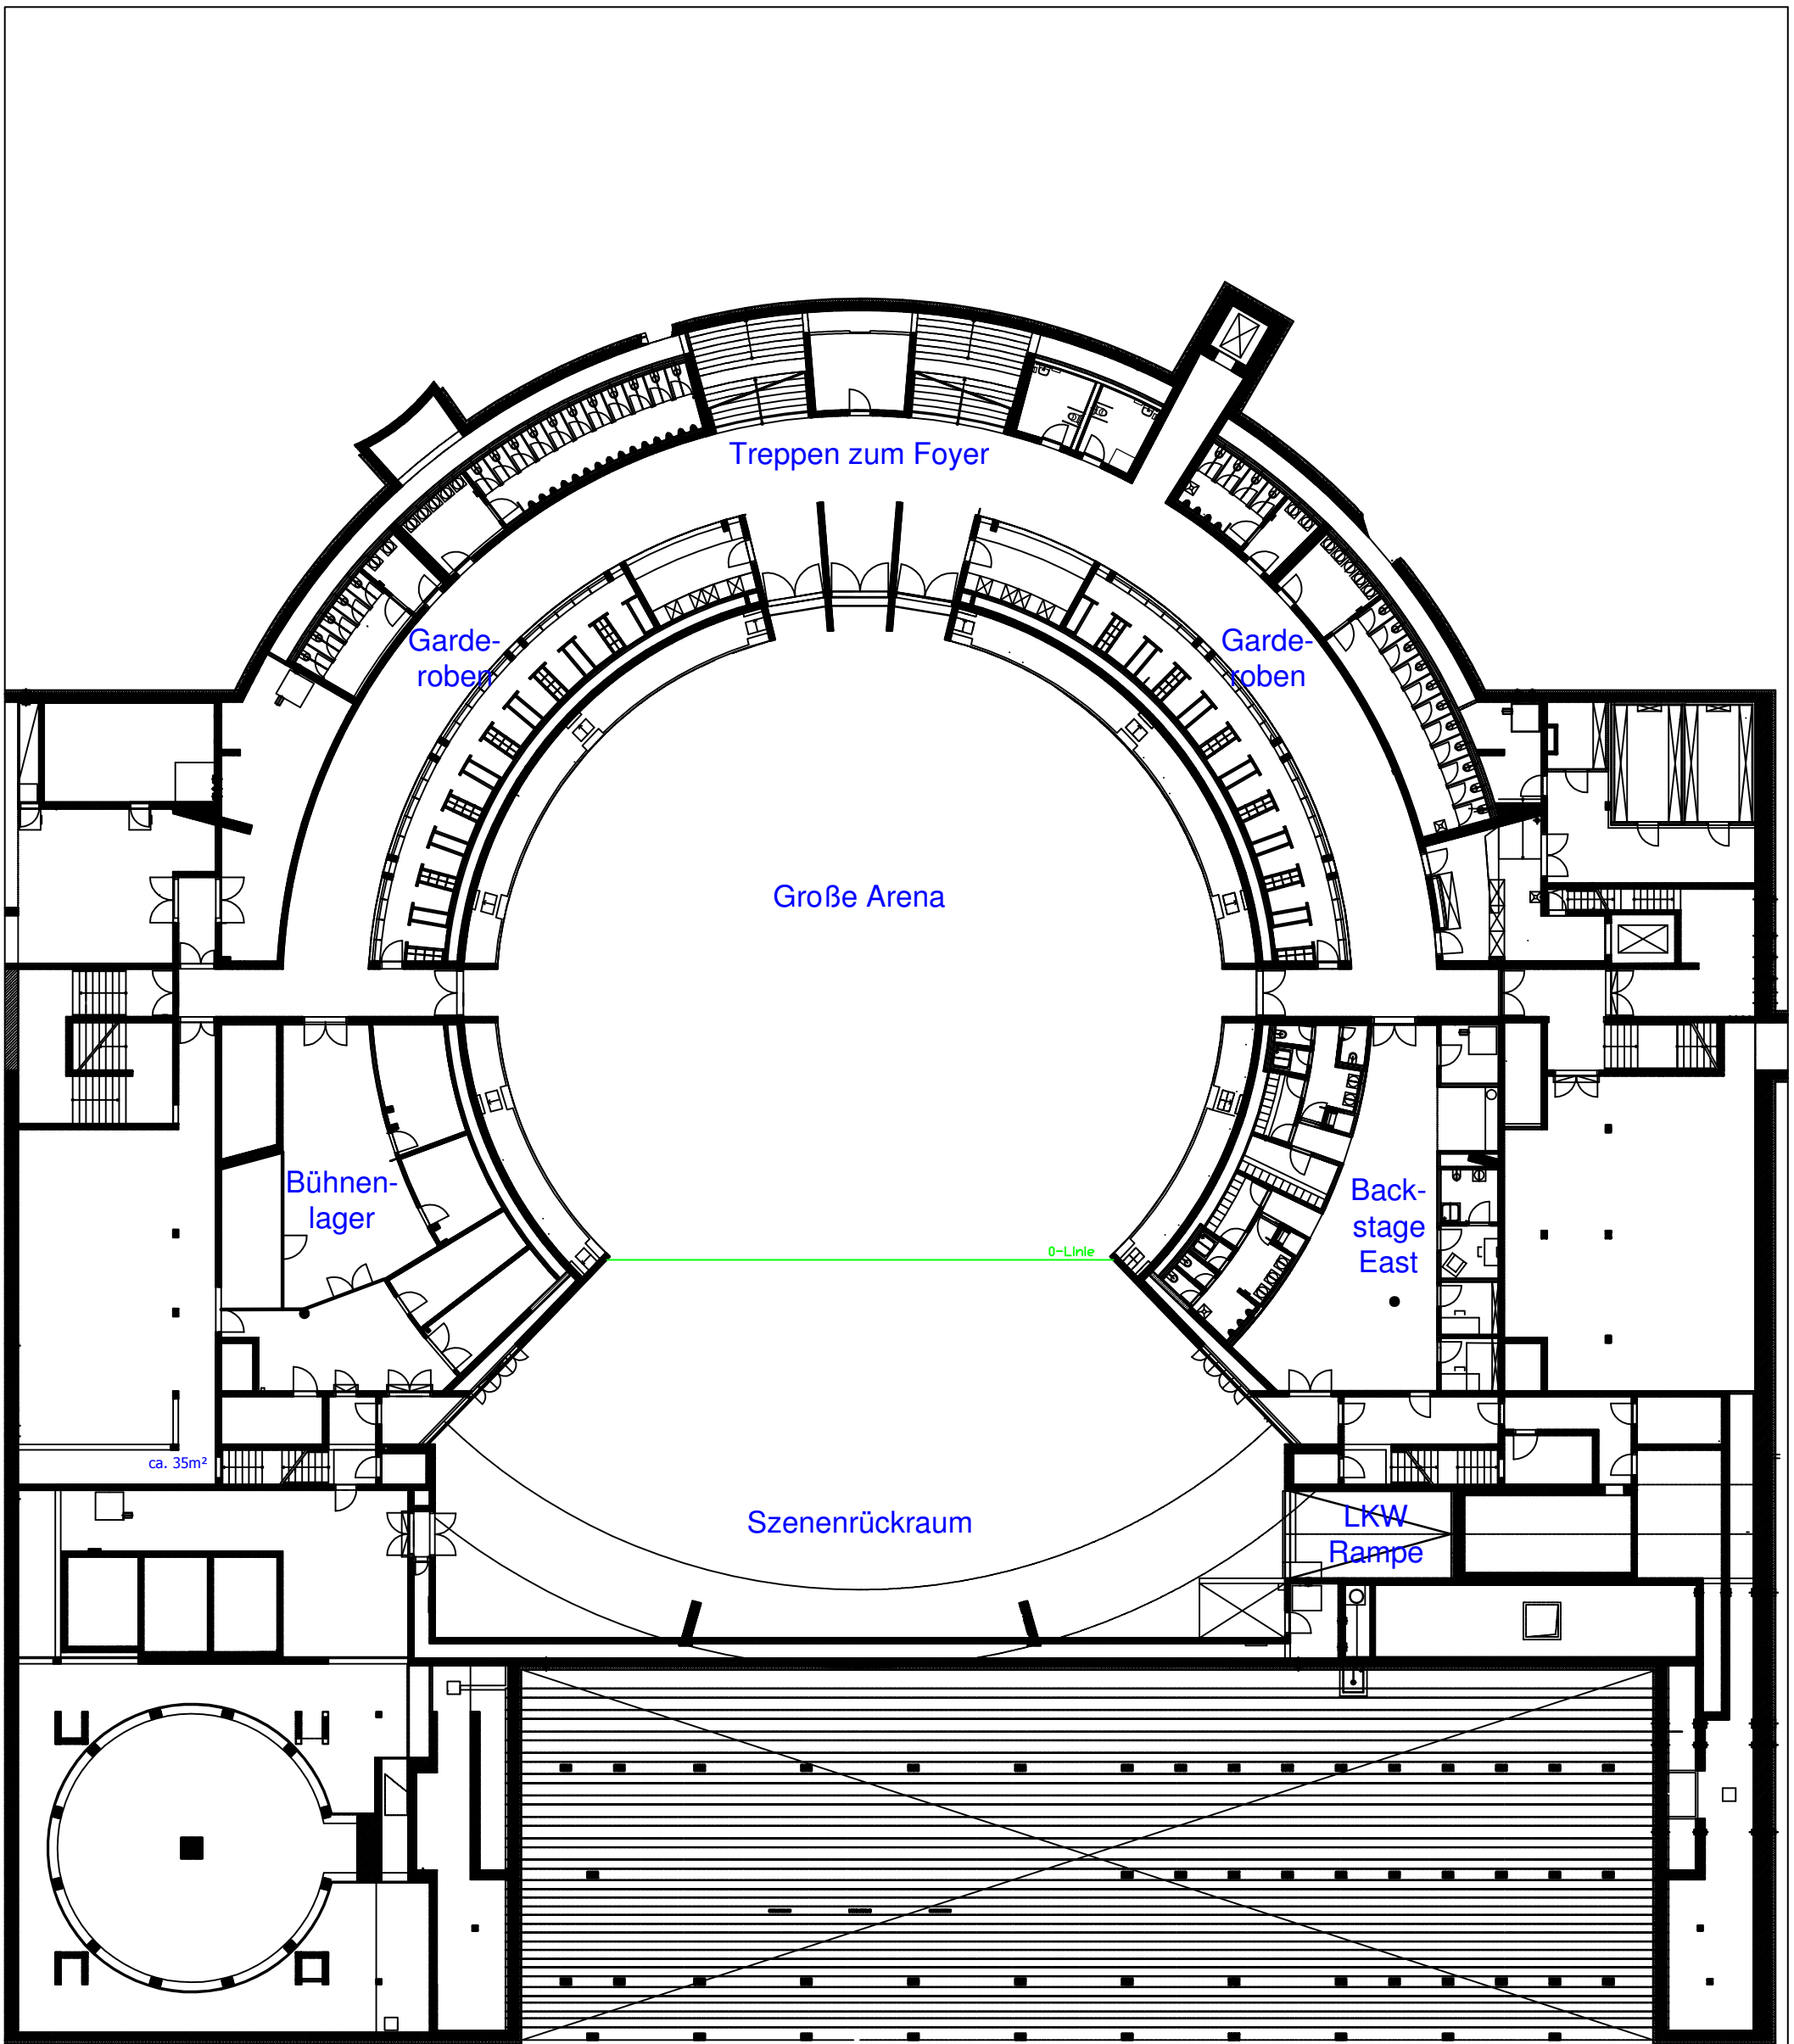 Treppen zum Foyer
Garde-
roben
Garde-
roben
Große Arena
Bühnen-
lager
Back-
stage
East
0-Linie
ca. 35m²
Szenenrückraum
LKW
Rampe